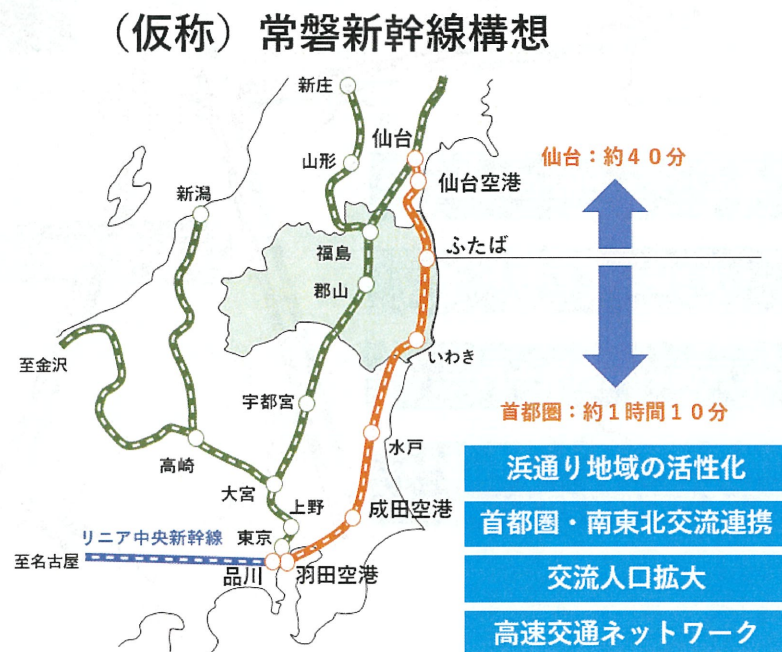 （仮称）常磐新幹線構想
新庄
仙台
仙台：約４０分
山形
仙台空港
新潟
ふたば
福島
郡山
いわき
至金沢
首都圏：約１時間１０分
宇都宮
水戸
高崎
浜通り地域の活性化
大宮
上野
成田空港
首都圏・南東北交流連携
東京
リニア中央新幹線
至名古屋
品川
羽田空港
交流人口拡大
高速交通ネットワーク